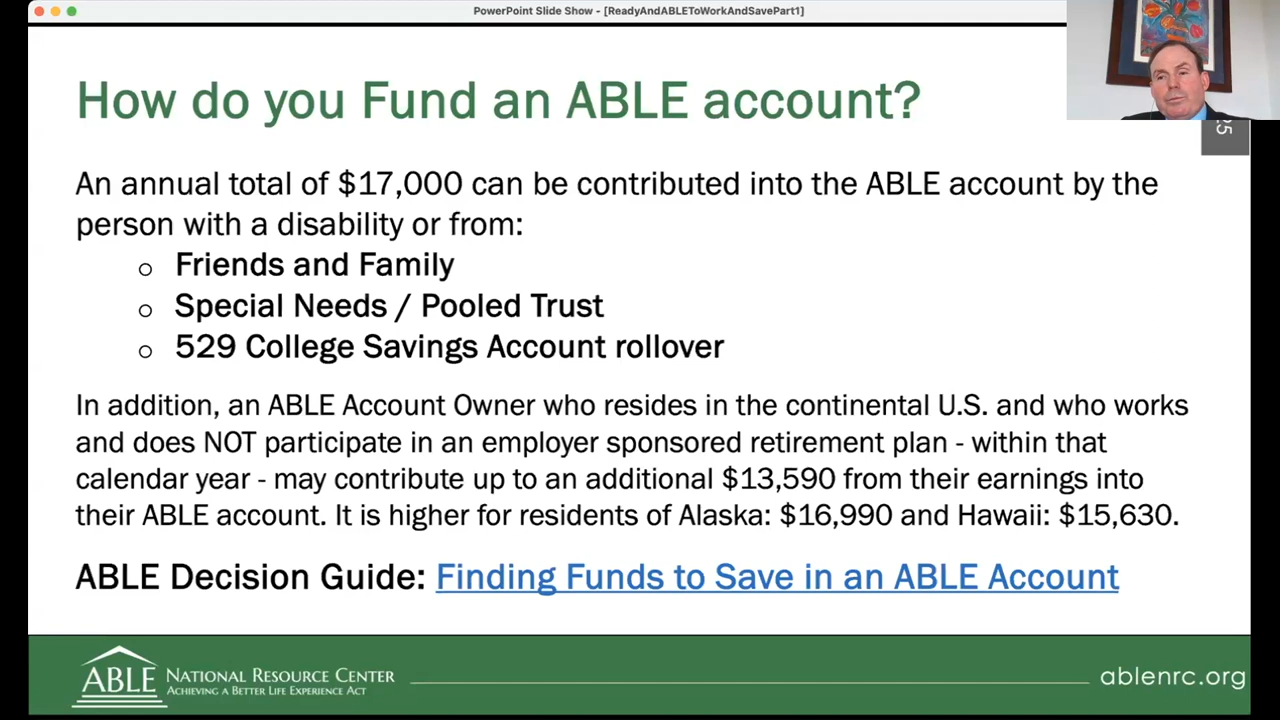 PowerPoint Slide Show - [ReadyAndABLEToWorkAndSavePart1]
How do you Fund an ABLE account?
25
An annual total of $17,000 can be contributed into the ABLE account by the
person with a disability or from:
o Friends and Family
o Special Needs / Pooled Trust
o 529 College Savings Account rollover
In addition, an ABLE Account Owner who resides in the continental U.S. and who works
and does NOT participate in an employer sponsored retirement plan - within that
calendar year - may contribute up to an additional $13,590 from their earnings into
their ABLE account. It is higher for residents of Alaska: $16,990 and Hawaii: $15,630.
ABLE Decision Guide: Finding Funds to Save in an ABLE Account
ABLE NATIONAL RESOURCE CENTER
ACHIEVING A BETTER LIFE EXPERIENCE ACT
ablenrc.org